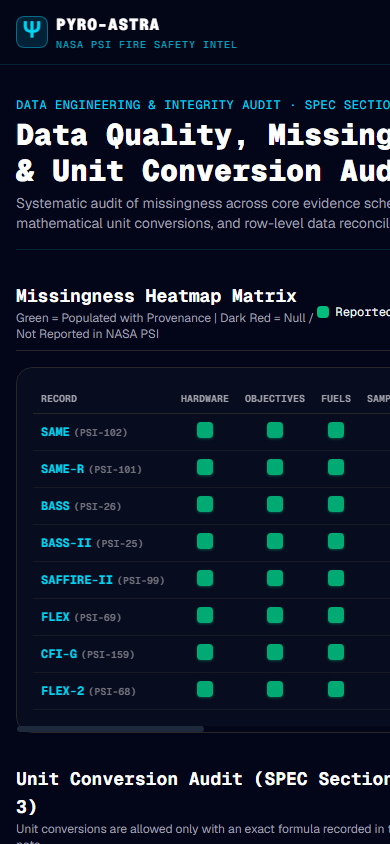 Ψ
PYRO-ASTRA
NASA PSI FIRE SAFETY INTEL
DATA ENGINEERING & INTEGRITY AUDIT · SPEC SECTIO
Data Quality, Missing
& Unit Conversion Aud
Systematic audit of missingness across core evidence sche
mathematical unit conversions, and row-level data reconcil
Missingness Heatmap Matrix
Green = Populated with Provenance | Dark Red = Null /
Not Reported in NASA PSI
Reporte
RECORD HARDWARE OBJECTIVES FUELS SAMP
SAME (PSI-102)
SAME-R (PSI-101)
BASS (PSI-26)
BASS-II (PSI-25)
SAFFIRE-II (PSI-99)
FLEX (PSI-69)
CFI-G (PSI-159)
FLEX-2 (PSI-68)
Unit Conversion Audit (SPEC Section
3)
Unit conversions are allowed only with an exact formula recorded in t